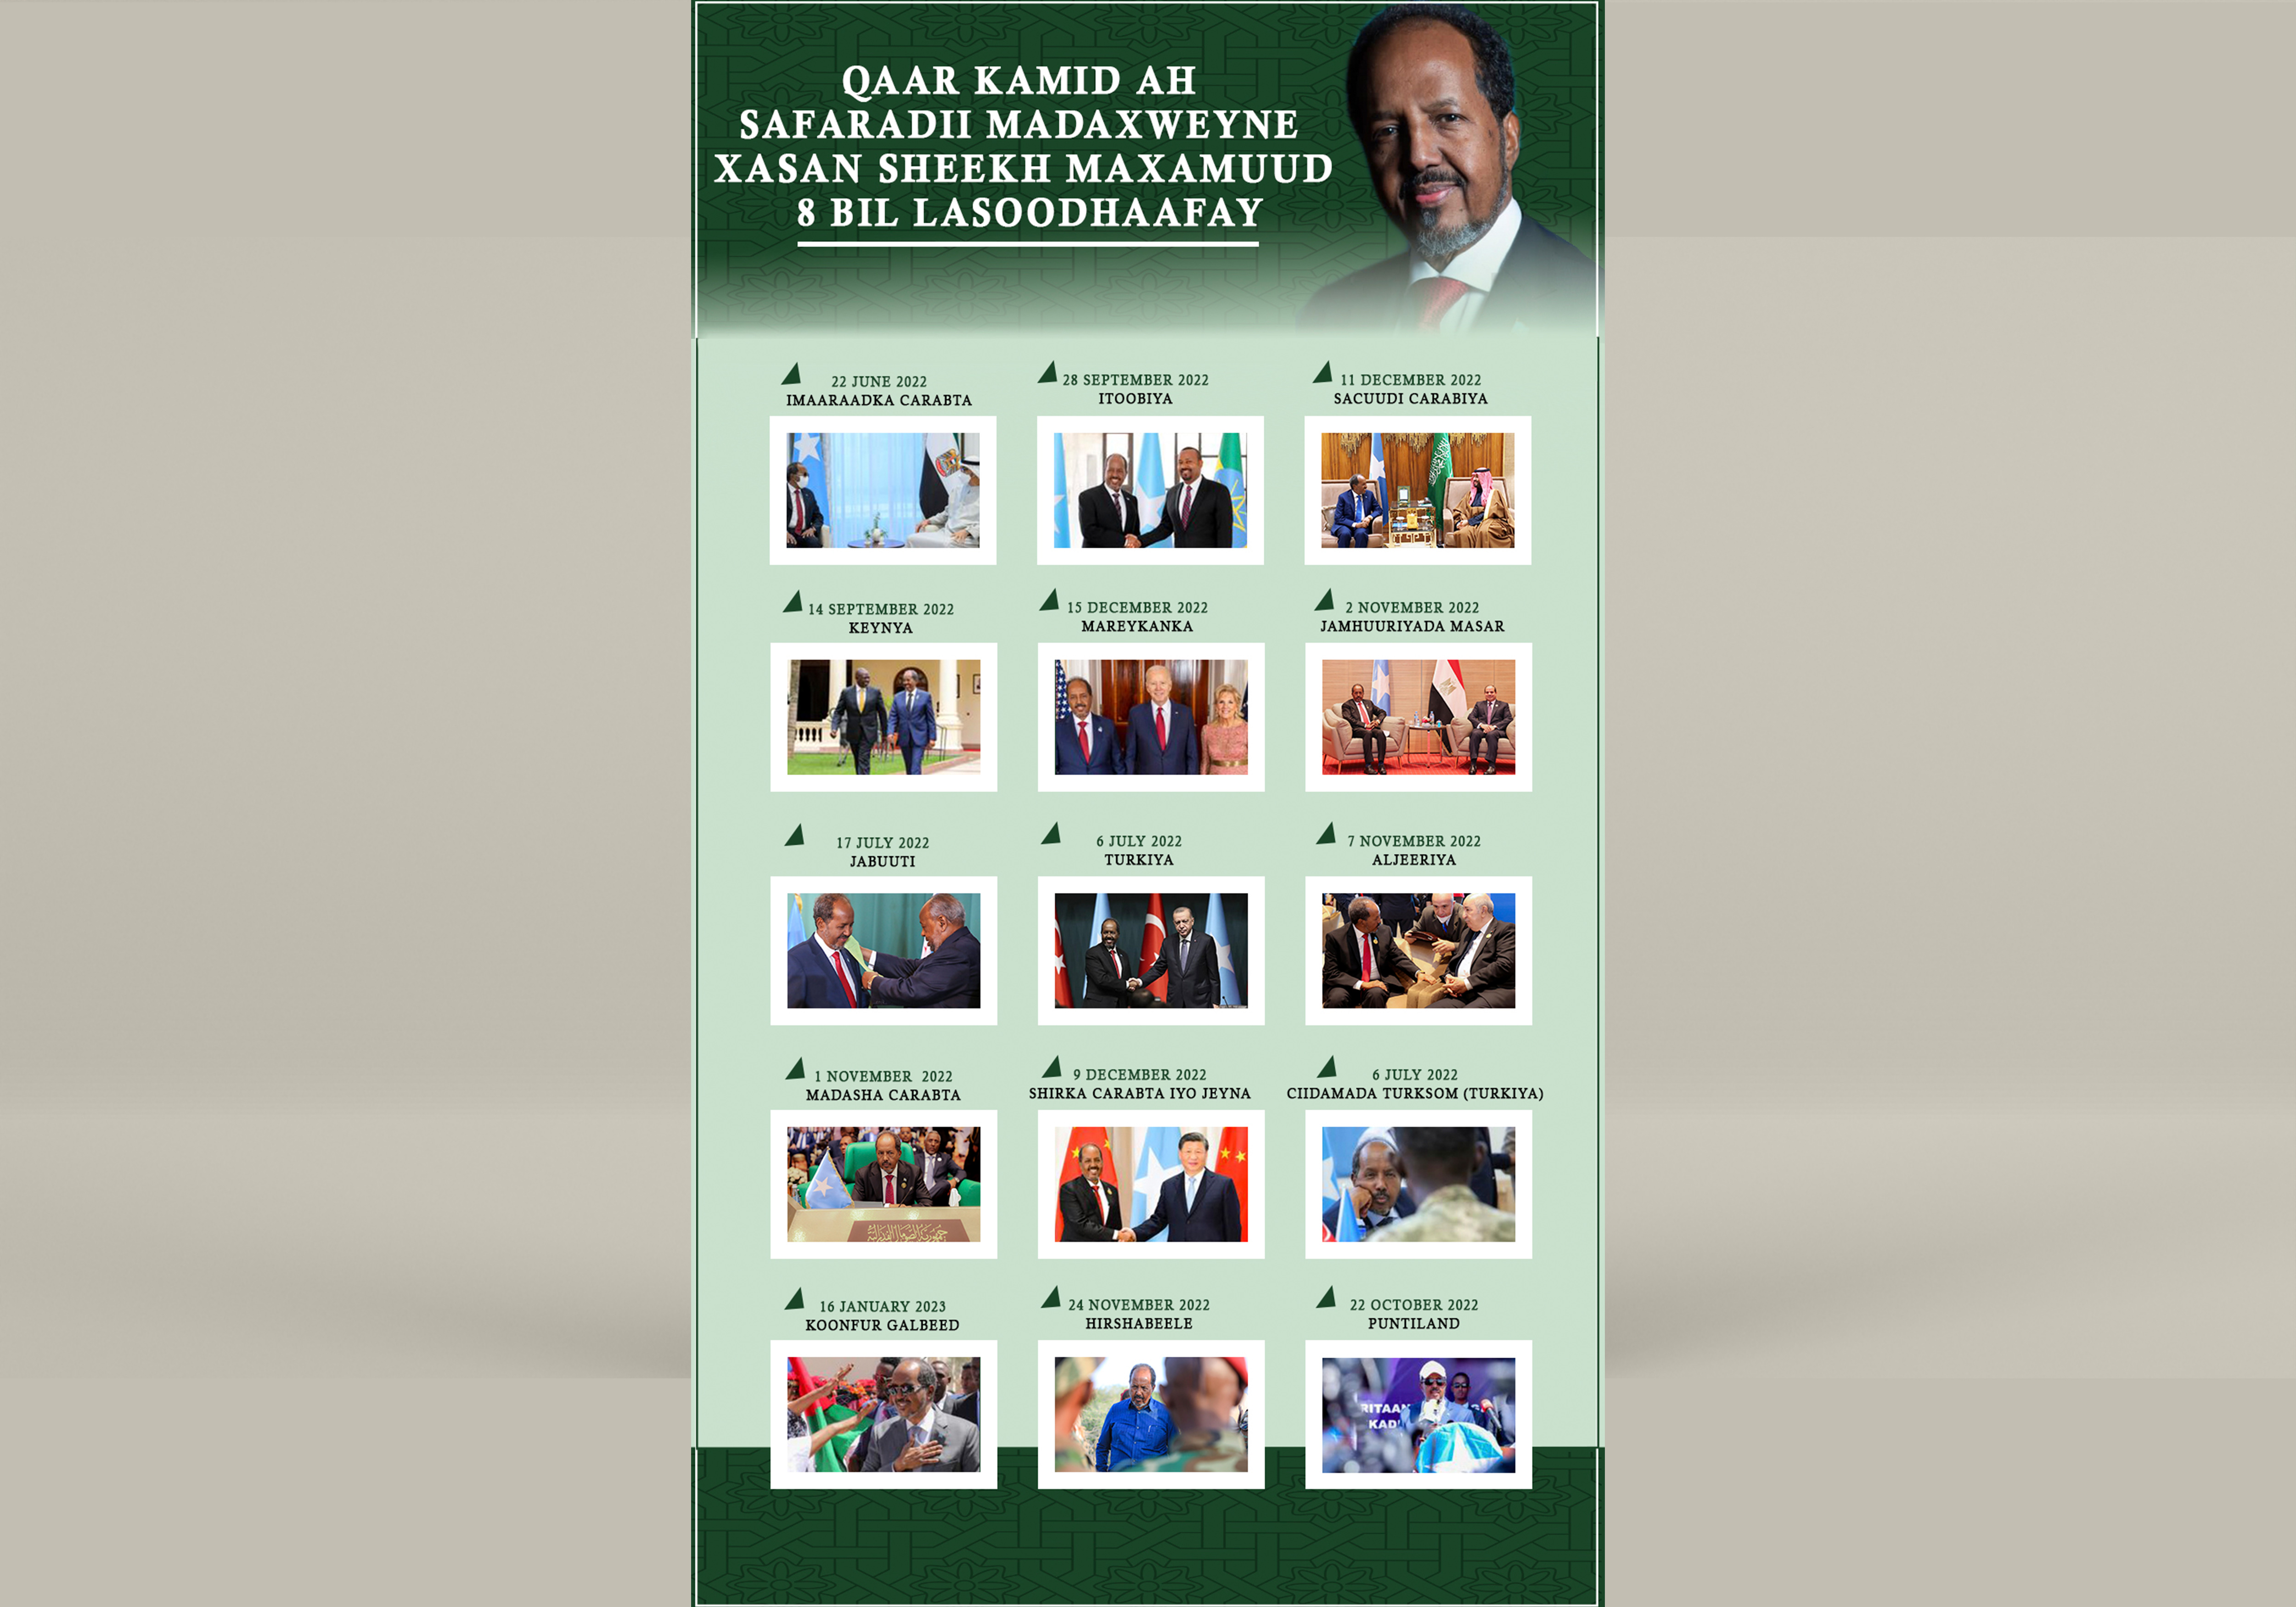 QAAR KAMID AH
SAFARADII MADAXWEYNE
XASAN SHEEKH MAXAMUUD
8 BIL LASOODHAAFAY
22 JUNE 2022
IMAARAADKA CARABTA
28 SEPTEMBER 2022
ITOOBIYA
11 DECEMBER 2022
SACUUDI CARABIYA
14 SEPTEMBER 2022
KEYNYA
15 DECEMBER 2022
MAREYKANKA
2 NOVEMBER 2022
JAMHUURIYADA MASAR
17 JULY 2022
JABUUTI
6 JULY 2022
TURKIYA
7 NOVEMBER 2022
ALJEERIYA
1 NOVEMBER 2022
MADASHA CARABTA
9 DECEMBER 2022
SHIRKA CARABTA IYO JEYNA
6 JULY 2022
CIIDAMADA TURKSOM (TURKIYA)
جمهورية الصومال الفدرالية
16 JANUARY 2023
KOONFUR GALBEED
24 NOVEMBER 2022
HIRSHABEELE
22 OCTOBER 2022
PUNTILAND